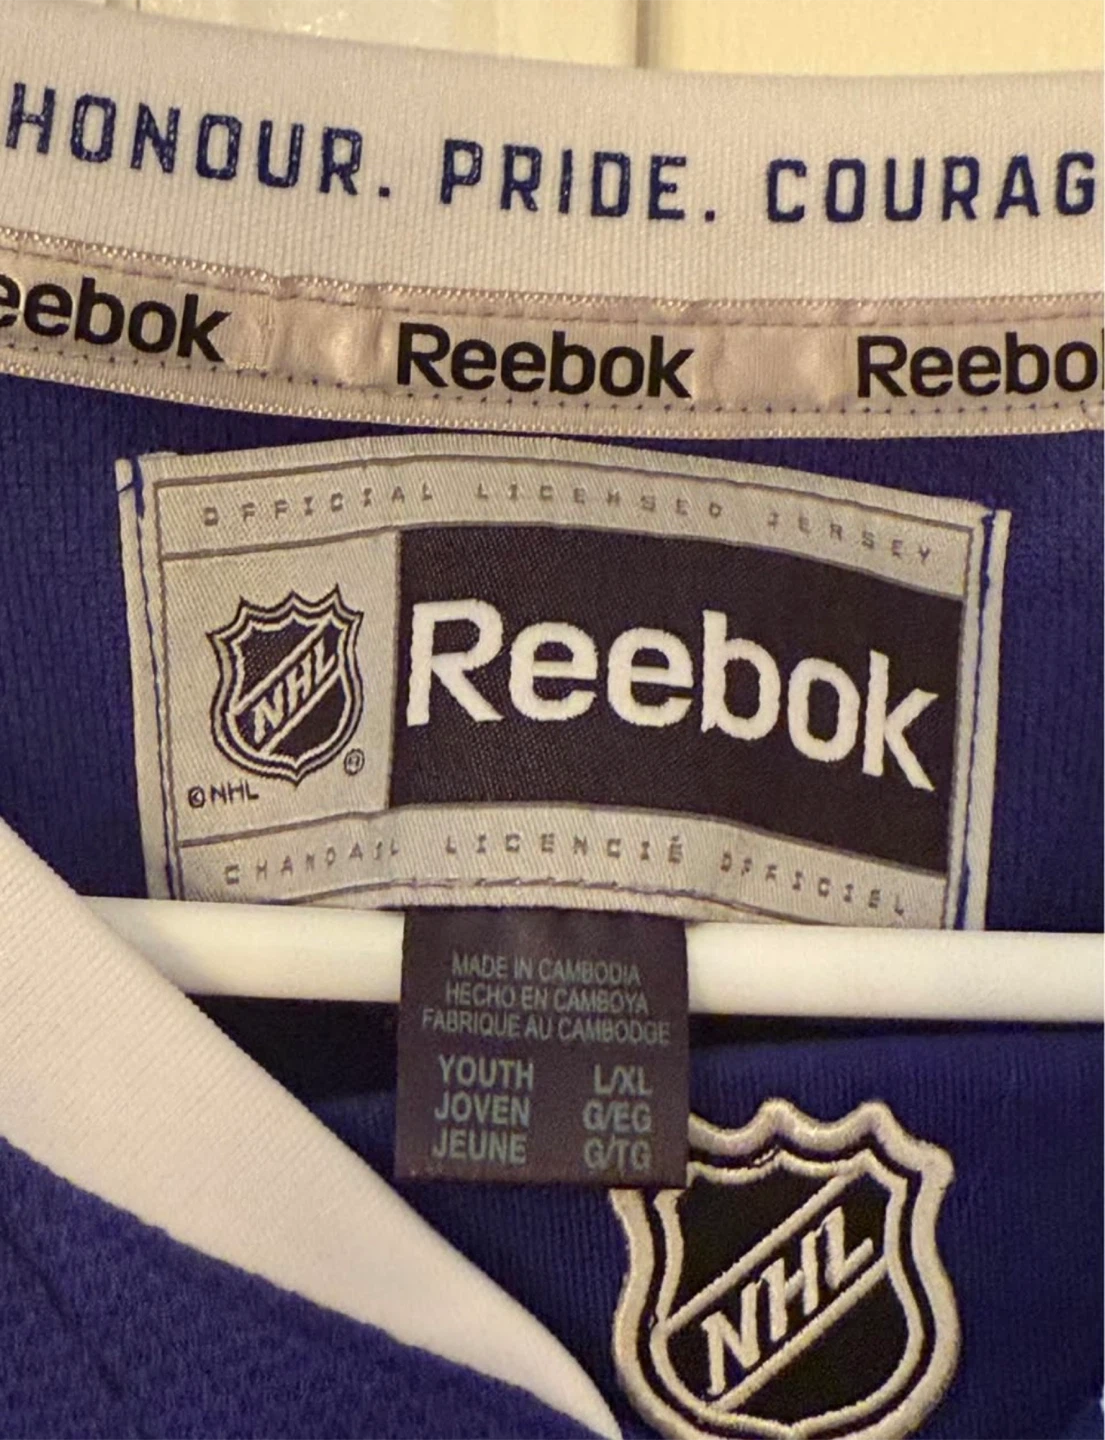 HONOUR. PRIDE. COURAG
eebok Reebok Reebo
OFFICIAL LICENSED JERSEY
NHL
Reebok
®
©NHL
CHANDAIL LICENCIÉ OFFICIEL
MADE IN CAMBODIA
HECHO EN CAMBOYA
FABRIQUE AU CAMBODGE
YOUTH L/XL
JOVEN G/EG
JEUNE G/TG
NHL